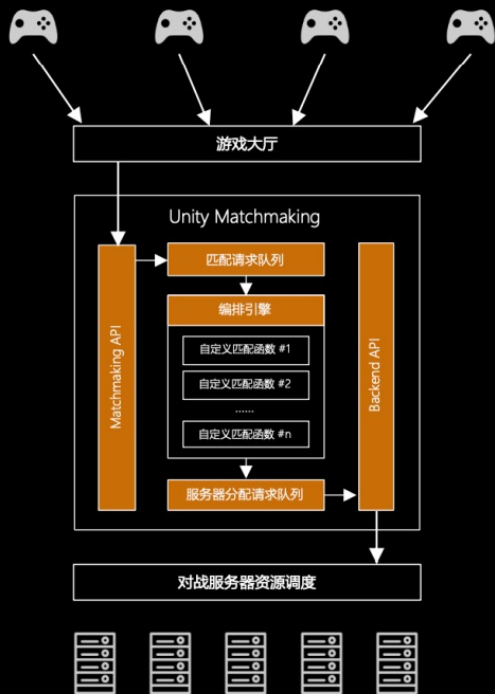 游戏大厅
Unity Matchmaking
Matchmaking API
匹配请求队列
编排引擎
自定义匹配函数 #1
自定义匹配函数 #2
......
自定义匹配函数 #n
服务器分配请求队列
Backend API
对战服务器资源调度